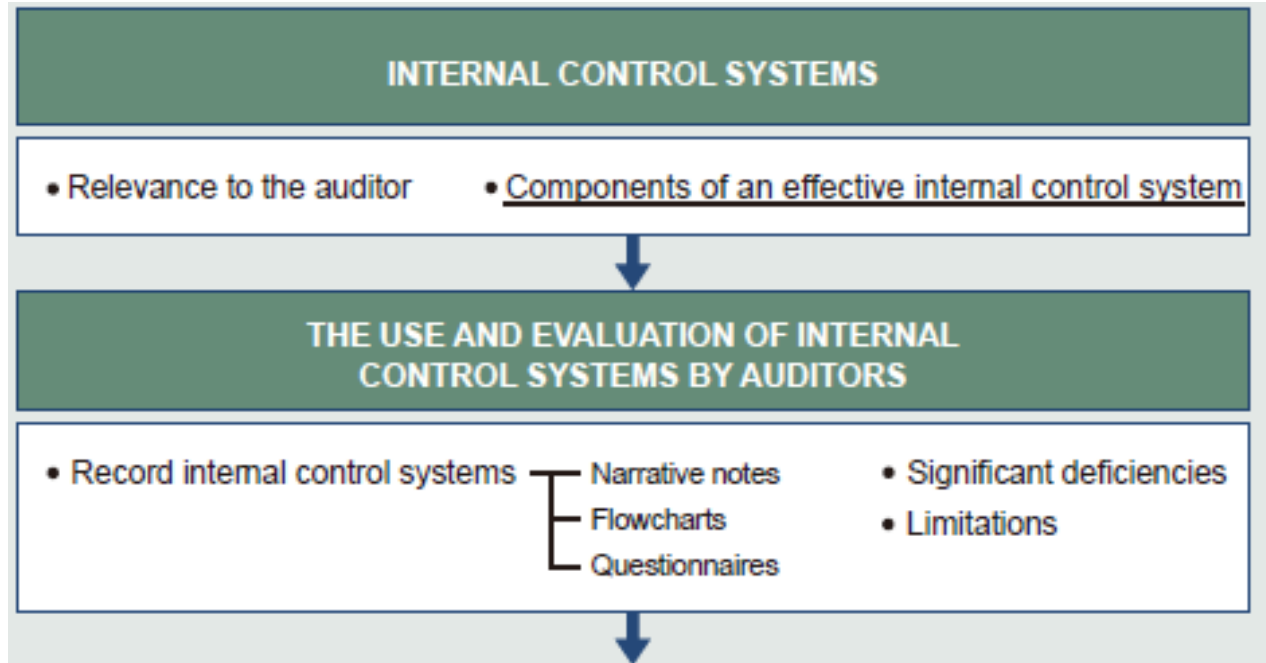 INTERNAL CONTROL SYSTEMS
• Relevance to the auditor
• Components of an effective internal control system
THE USE AND EVALUATION OF INTERNAL
CONTROL SYSTEMS BY AUDITORS
• Record internal control systems
Narrative notes
Flowcharts
Questionnaires
• Significant deficiencies
• Limitations